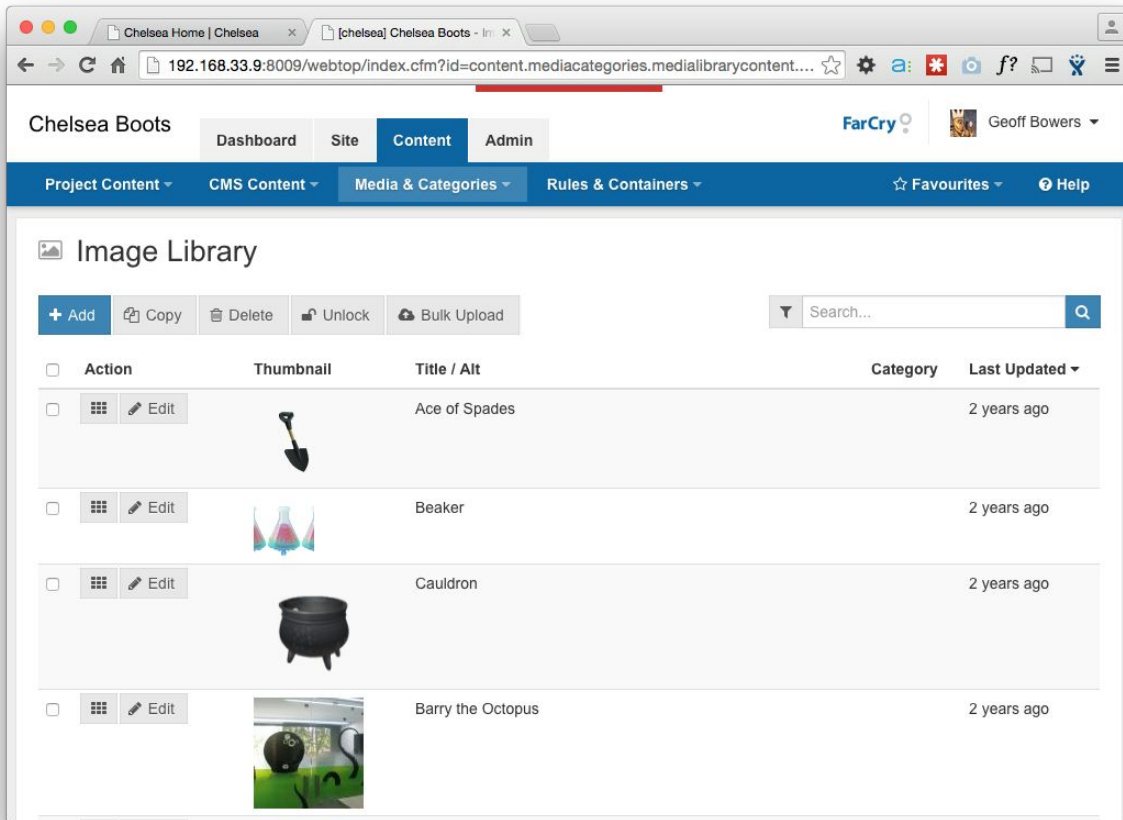 Chelsea Home | Chelsea
[chelsea] Chelsea Boots -
192.168.33.9:8009/webtop/index.cfm?id=content.mediacategories.medialibrarycontent....
a:
f?
Chelsea Boots
Dashboard Site Content Admin
FarCry
Geoff Bowers
Project Content CMS Content Media & Categories Rules & Containers Favourites Help
Image Library
Add Copy Delete Unlock Bulk Upload
Search...
Action Thumbnail Title / Alt Category Last Updated
Edit Ace of Spades 2 years ago
Edit Beaker 2 years ago
Edit Cauldron 2 years ago
Edit Barry the Octopus 2 years ago